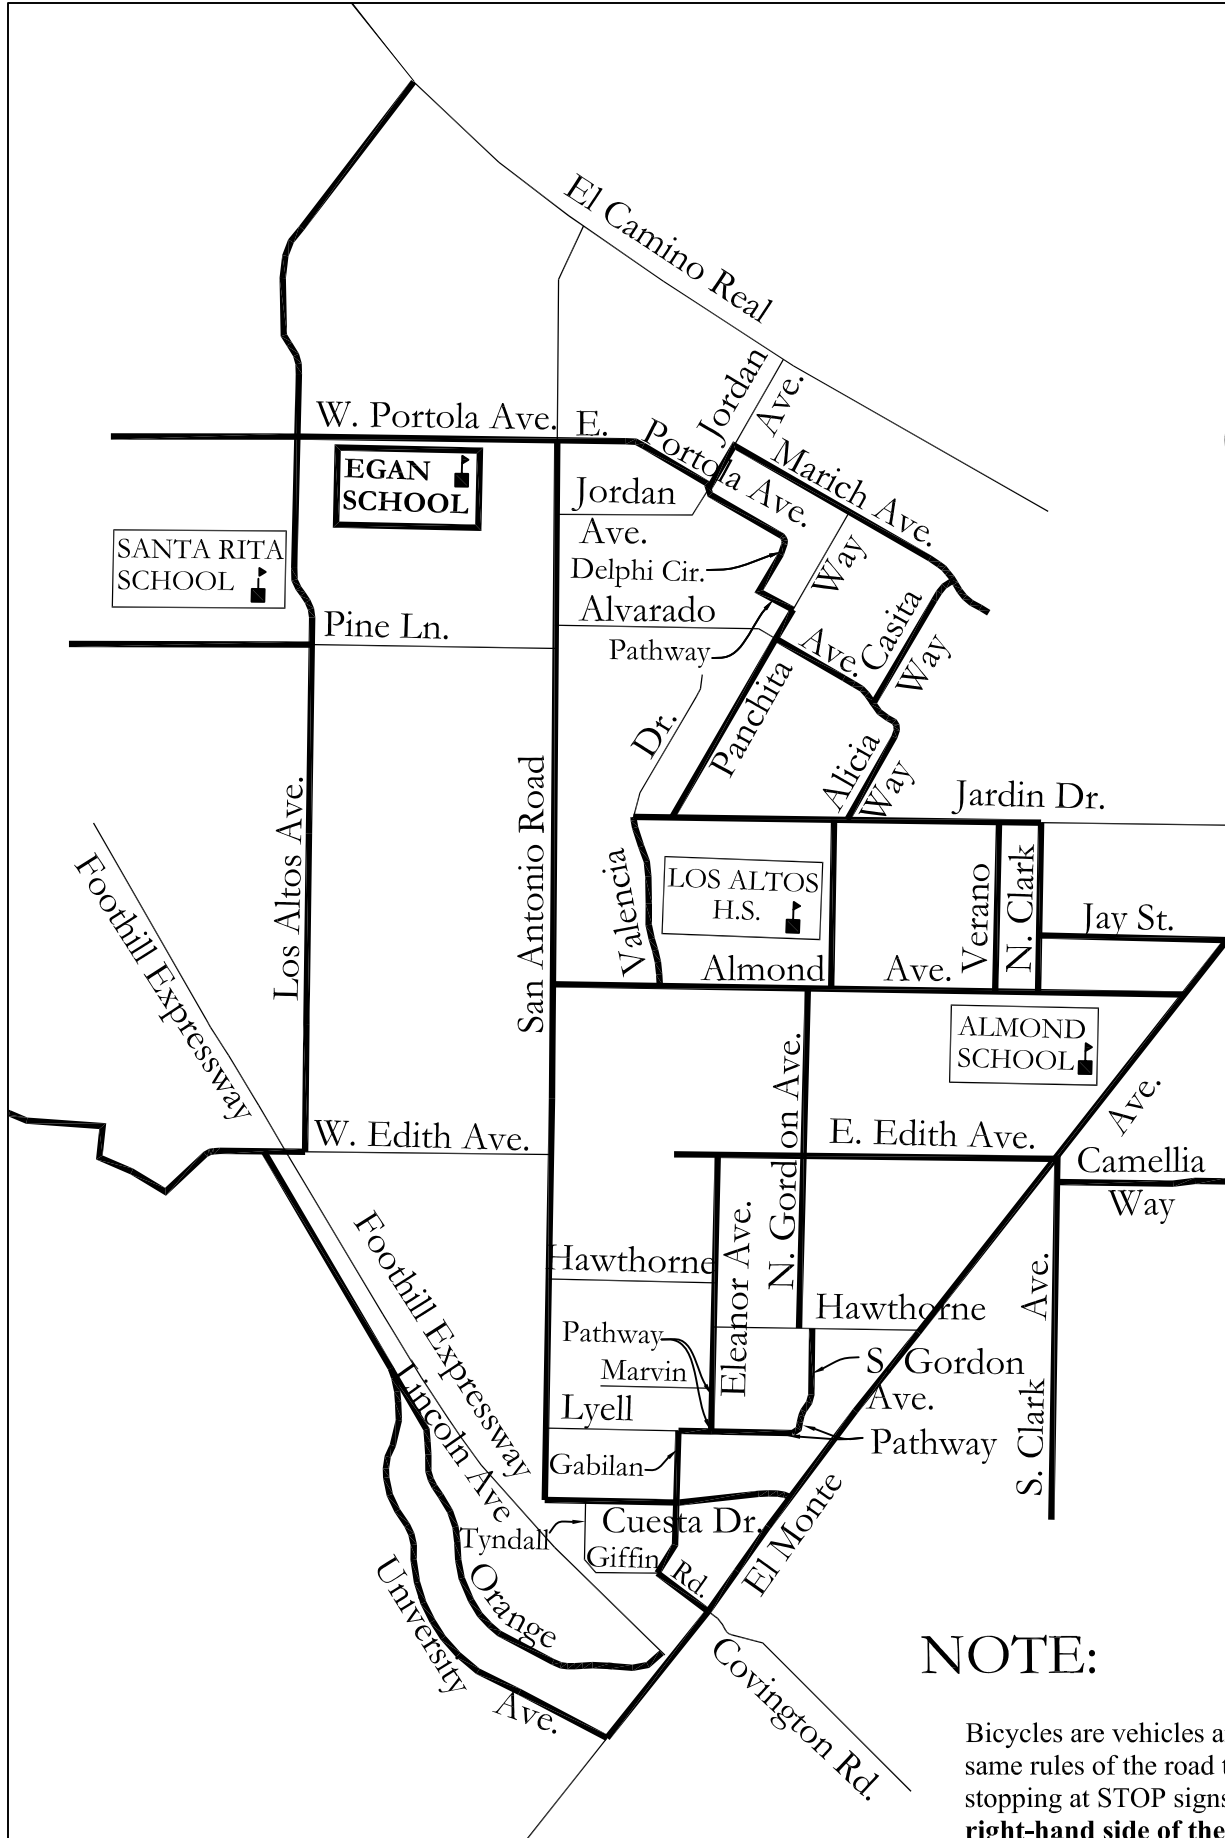 El Camino Real
Jordan
Ave.
W. Portola Ave.
E.
Portola Ave.
Marich Ave.
EGAN
SCHOOL
Jordan
Ave.
SANTA RITA
SCHOOL
Delphi Cir.
Way
Alvarado
Ave.
Casita
Way
Pine Ln.
Pathway
Dr.
Panchita
Alicia
Way
Jardin Dr.
Los Altos Ave.
San Antonio Road
Foothill Expressway
Valencia
LOS ALTOS
H.S.
Verano
N. Clark
Jay St.
Almond
Ave.
ALMOND
SCHOOL
N. Gordon Ave.
Ave.
W. Edith Ave.
E. Edith Ave.
Camellia
Way
Foothill Expressway
Hawthorne
Eleanor Ave.
Hawthorne
Ave.
Pathway
Marvin
S. Gordon
Ave.
Lyell
Pathway
S. Clark
Lincoln Ave
Gabilan
Cuesta Dr.
Tyndall
Giffin
Rd.
El Monte
Orange
University
Ave.
Covington Rd.
NOTE:
Bicycles are vehicles
same rules of the road
stopping at STOP signs
right-hand side of the